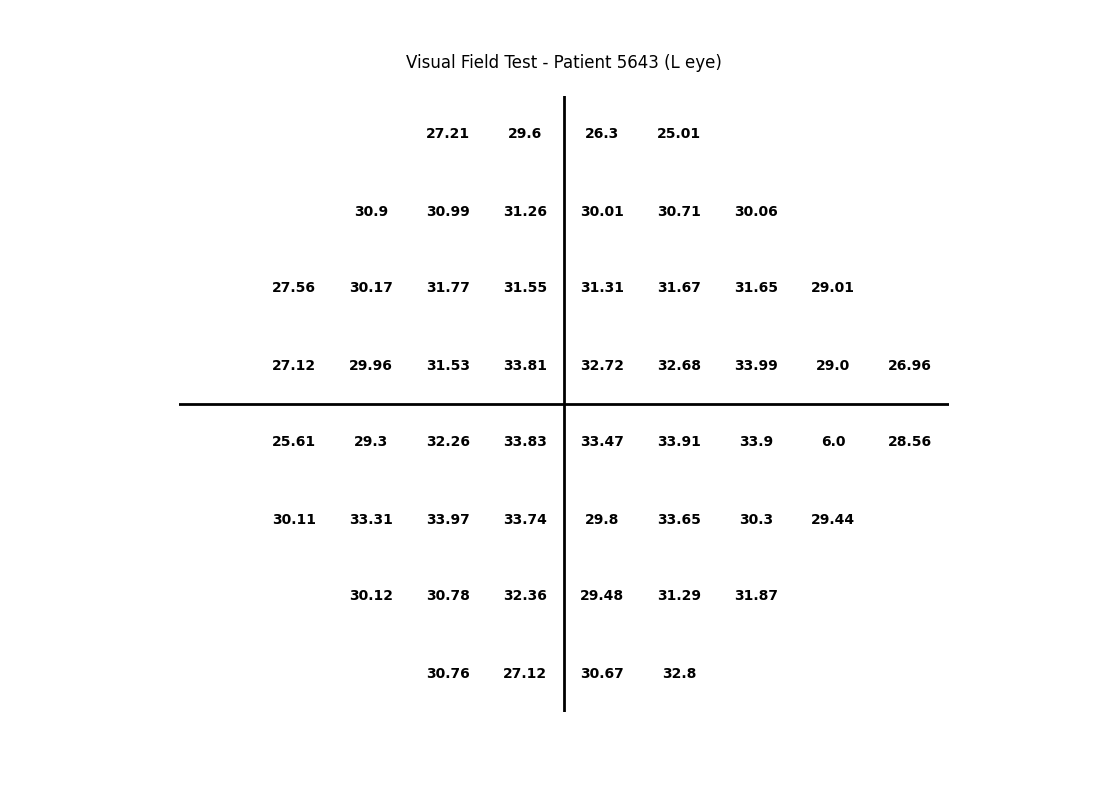 Visual Field Test - Patient 5643 (L eye)
27.21 29.6 26.3 25.01
30.9 30.99 31.26 30.01 30.71 30.06
27.56 30.17 31.77 31.55 31.31 31.67 31.65 29.01
27.12 29.96 31.53 33.81 32.72 32.68 33.99 29.0 26.96
25.61 29.3 32.26 33.83 33.47 33.91 33.9 6.0 28.56
30.11 33.31 33.97 33.74 29.8 33.65 30.3 29.44
30.12 30.78 32.36 29.48 31.29 31.87
30.76 27.12 30.67 32.8